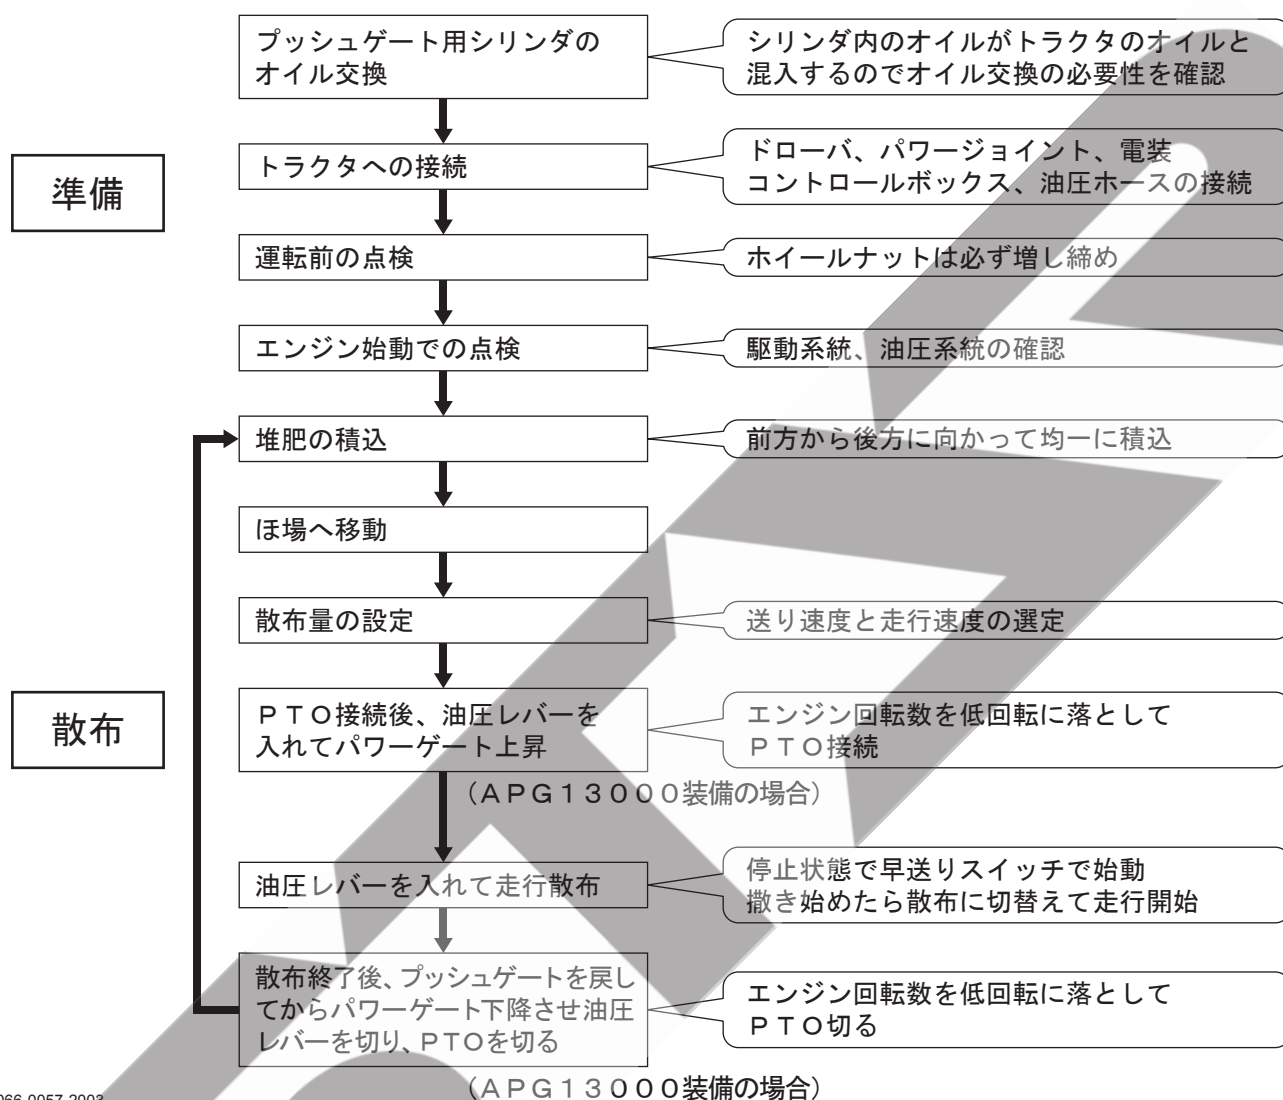 プッシュゲート用シリンダの
オイル交換
シリンダ内のオイルがトラクタのオイルと
混入するのでオイル交換の必要性を確認
準備
トラクタへの接続
ドローバ、パワージョイント、電装
コントロールボックス、油圧ホースの接続
運転前の点検
ホイールナットは必ず増し締め
エンジン始動での点検
駆動系統、油圧系統の確認
堆肥の積込
前方から後方に向かって均一に積込
ほ場へ移動
散布量の設定
送り速度と走行速度の選定
散布
ＰＴＯ接続後、油圧レバーを
入れてパワーゲート上昇
エンジン回転数を低回転に落として
ＰＴＯ接続
（ＡＰＧ１３０００装備の場合）
油圧レバーを入れて走行散布
停止状態で早送りスイッチで始動
撒き始めたら散布に切替えて走行開始
散布終了後、プッシュゲートを戻し
てからパワーゲート下降させ油圧
レバーを切り、ＰＴＯを切る
エンジン回転数を低回転に落として
ＰＴＯ切る
（ＡＰＧ１３０００装備の場合）